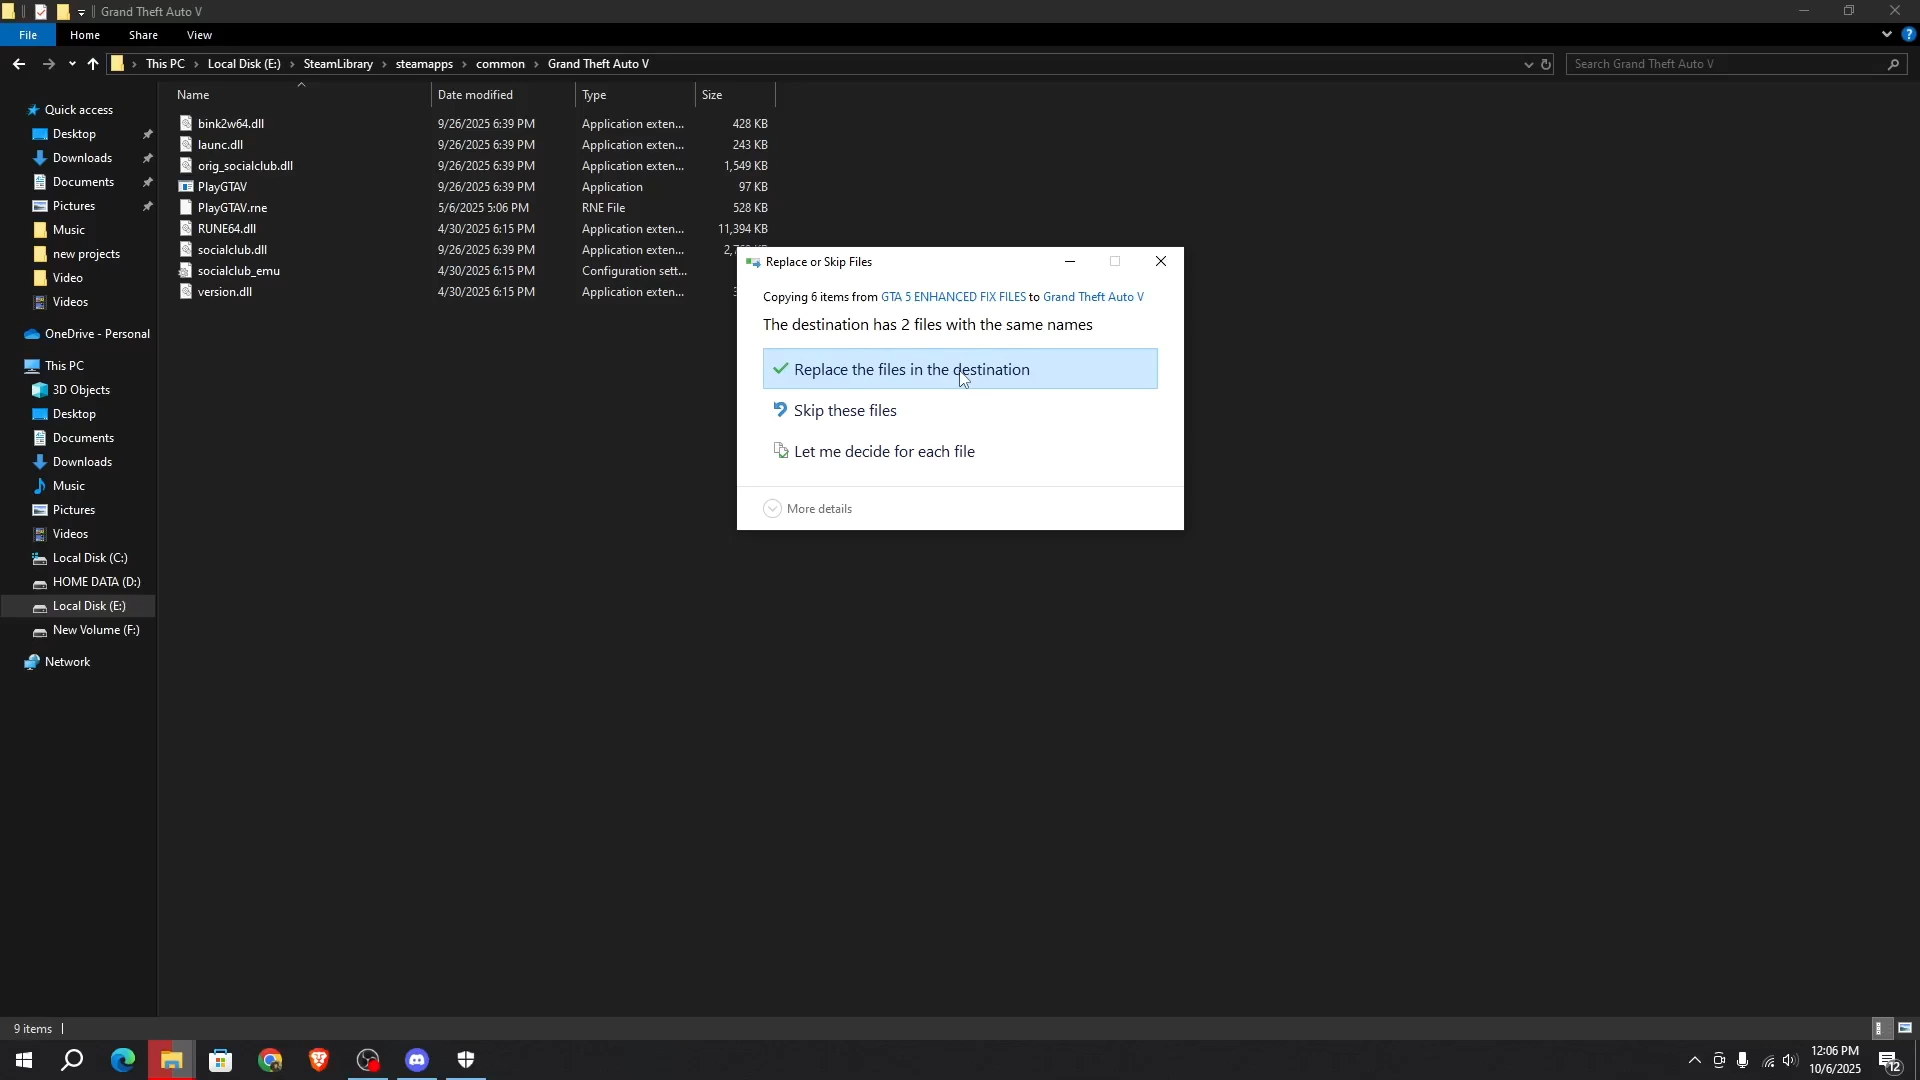 Grand Theft Auto V
File Home Share View
This PC Local Disk (E:) SteamLibrary steamapps common Grand Theft Auto V
Search Grand Theft Auto V
Name Date modified Type Size
bink2w64.dll 9/26/2025 6:39 PM Application exten... 428 KB
launc.dll 9/26/2025 6:39 PM Application exten... 243 KB
orig_socialclub.dll 9/26/2025 6:39 PM Application exten... 1,549 KB
PlayGTAV 9/26/2025 6:39 PM Application 97 KB
PlayGTAV.rne 5/6/2025 5:06 PM RNE File 528 KB
RUNE64.dll 4/30/2025 6:15 PM Application exten... 11,394 KB
socialclub.dll 9/26/2025 6:39 PM Application exten...
socialclub_emu 4/30/2025 6:15 PM Configuration sett...
version.dll 4/30/2025 6:15 PM Application exten...
Quick access
Desktop
Downloads
Documents
Pictures
Music
new projects
Video
Videos
OneDrive - Personal
This PC
3D Objects
Desktop
Documents
Downloads
Music
Pictures
Videos
Local Disk (C:)
HOME DATA (D:)
Local Disk (E:)
New Volume (F:)
Network
Replace or Skip Files
Copying 6 items from GTA 5 ENHANCED FIX FILES to Grand Theft Auto V
The destination has 2 files with the same names
Replace the files in the destination
Skip these files
Let me decide for each file
More details
9 items
12:06 PM
10/6/2025
12